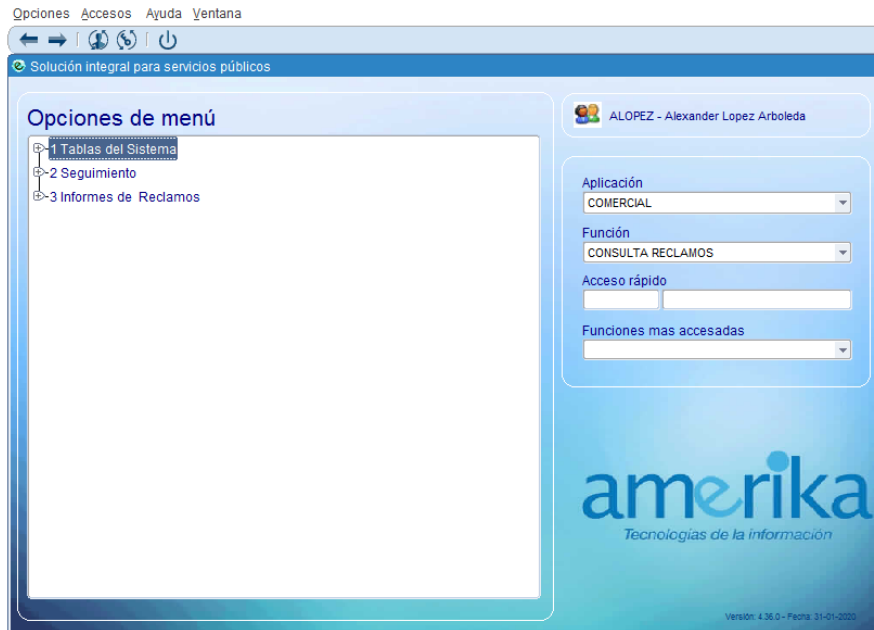 Opciones Accesos Ayuda Ventana
Solución integral para servicios públicos
Opciones de menú
1 Tablas del Sistema
2 Seguimiento
3 Informes de Reclamos
ALOPEZ - Alexander Lopez Arboleda
Aplicación
COMERCIAL
Función
CONSULTA RECLAMOS
Acceso rápido
Funciones mas accesadas
amerika
Tecnologías de la información
Versión: 4.36.0 - Fecha: 31-01-2020